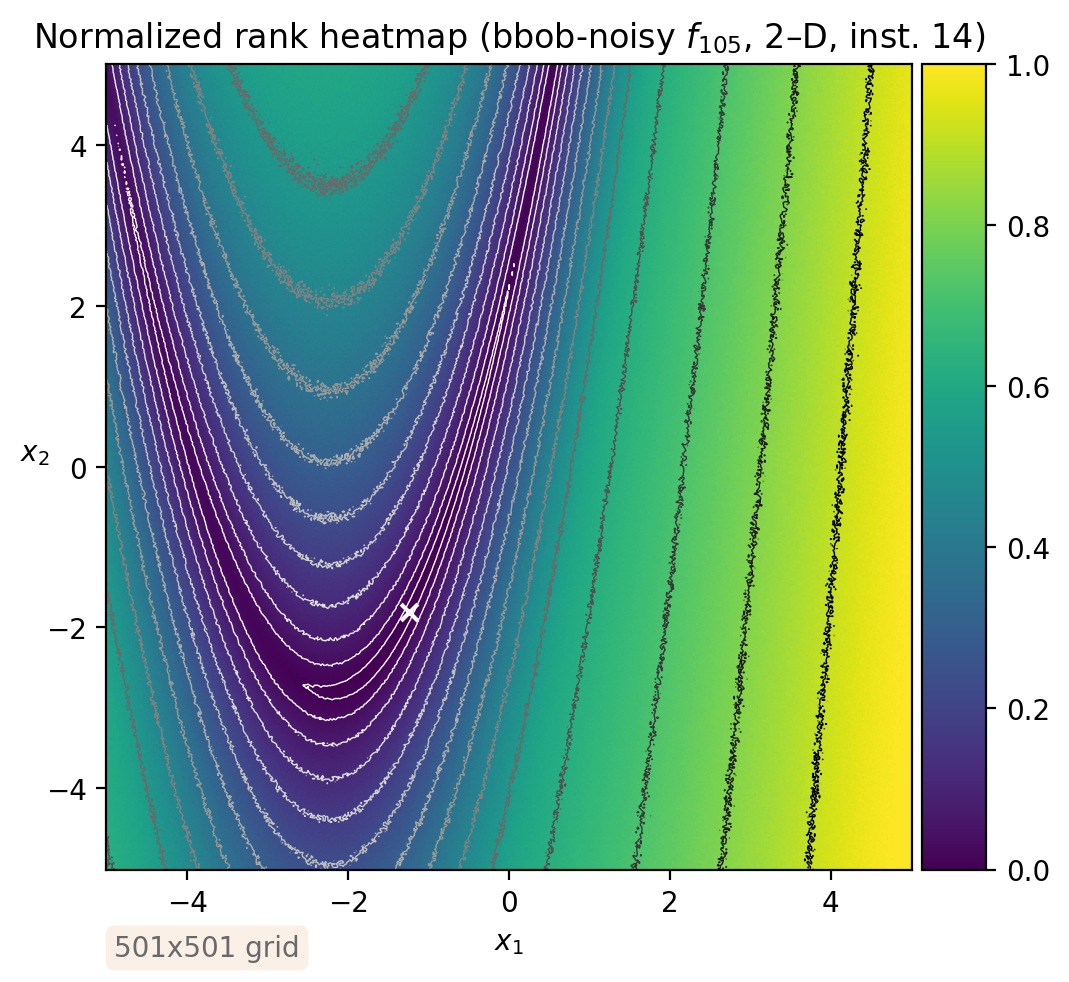 Normalized rank heatmap (bbob-noisy f₁₀₅, 2–D, inst. 14)
1.0
4
0.8
2
0.6
x₂ 0
0.4
−2
0.2
−4
0.0
−4 −2 0 2 4
x₁
501x501 grid